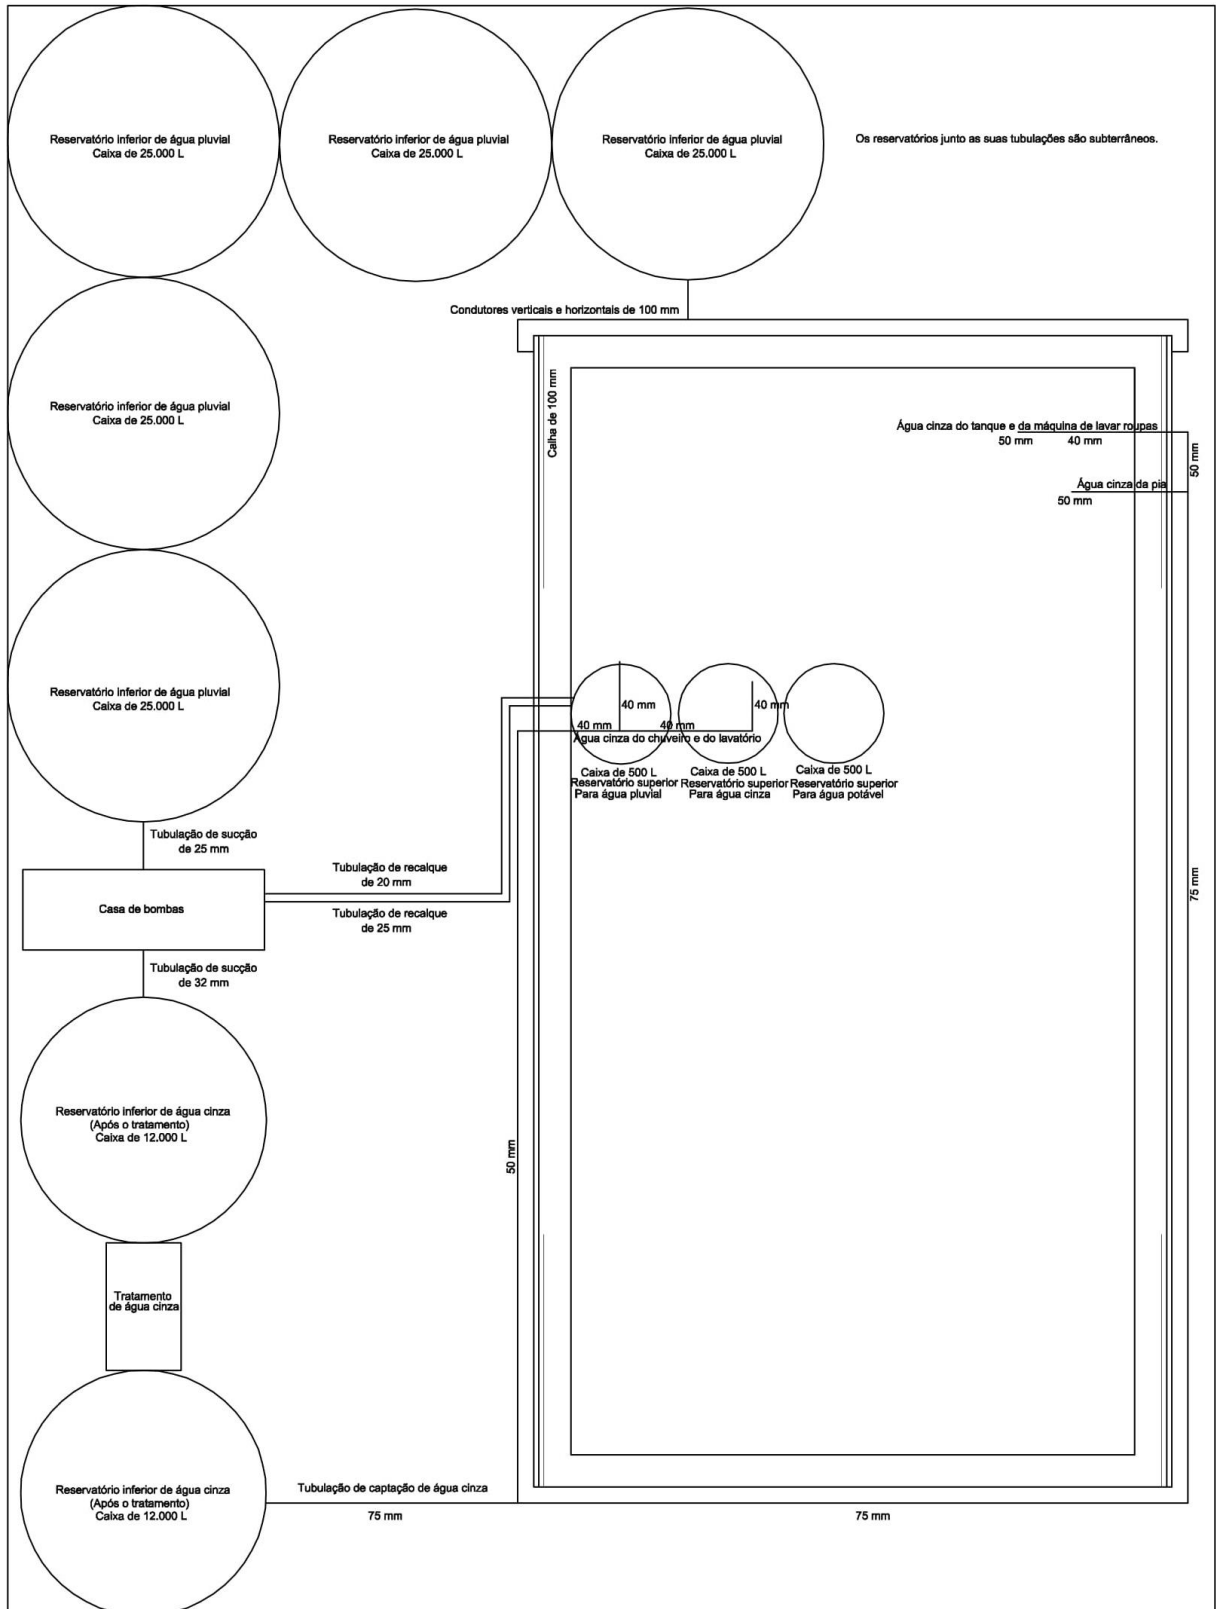 Reservatório inferior de água pluvial
Caixa de 25.000 L
Reservatório inferior de água pluvial
Caixa de 25.000 L
Reservatório inferior de água pluvial
Caixa de 25.000 L
Os reservatórios junto as suas tubulações são subterrâneos.
Condutores verticais e horizontais de 100 mm
Calha de 100 mm
Reservatório inferior de água pluvial
Caixa de 25.000 L
Água cinza do tanque e da máquina de lavar roupas
50 mm
40 mm
50 mm
Água cinza da pia
50 mm
Reservatório inferior de água pluvial
Caixa de 25.000 L
40 mm
40 mm
40 mm
40 mm
Água cinza do chuveiro e do lavatório
Caixa de 500 L
Reservatório superior
Para água pluvial
Caixa de 500 L
Reservatório superior
Para água cinza
Caixa de 500 L
Reservatório superior
Para água potável
Tubulação de sucção
de 25 mm
Tubulação de recalque
de 20 mm
Casa de bombas
Tubulação de recalque
de 25 mm
75 mm
Tubulação de sucção
de 32 mm
Reservatório inferior de água cinza
(Após o tratamento)
Caixa de 12.000 L
50 mm
Tratamento
de água cinza
Reservatório inferior de água cinza
(Após o tratamento)
Caixa de 12.000 L
Tubulação de captação de água cinza
75 mm
75 mm